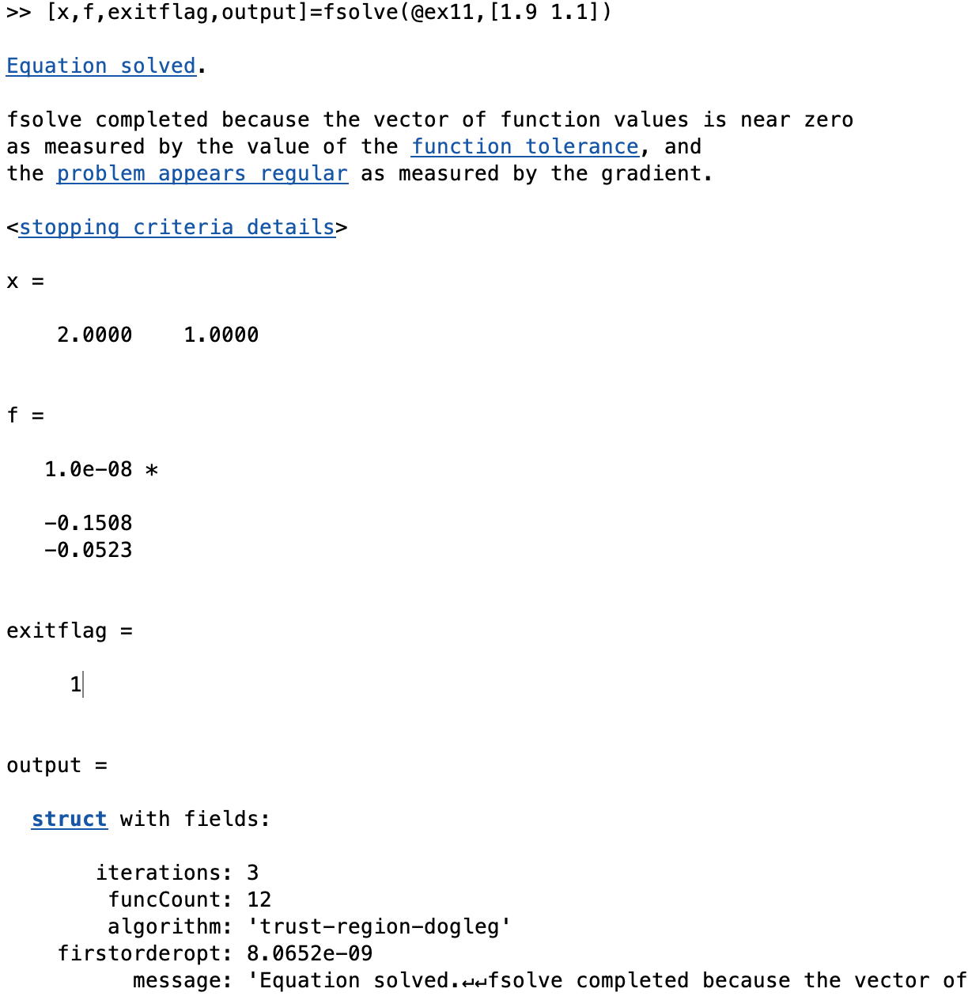 >> [x,f,exitflag,output]=fsolve(@ex11,[1.9 1.1])
Equation solved.
fsolve completed because the vector of function values is near zero
as measured by the value of the function tolerance, and
the problem appears regular as measured by the gradient.
<stopping criteria details>
x =
2.0000    1.0000
f =
1.0e-08 *
-0.1508
-0.0523
exitflag =
1
output =
struct with fields:
iterations: 3
funcCount: 12
algorithm: 'trust-region-dogleg'
firstorderopt: 8.0652e-09
message: 'Equation solved.↵↵fsolve completed because the vector of